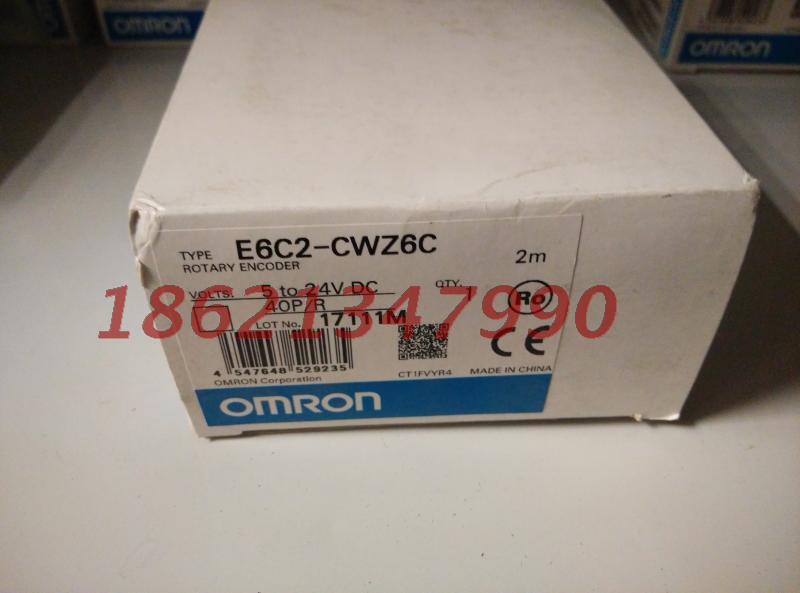 OMRON
OMRON
TYPE E6C2-CWZ6C 2m
ROTARY ENCODER
VOLTS. 5 to 24V DC QTY. 1
40P/R
LOT No. 17111M
Ro
18621347990
CE
4 547648 529235
OMRON Corporation
CT1FVYR4 MADE IN CHINA
OMRON